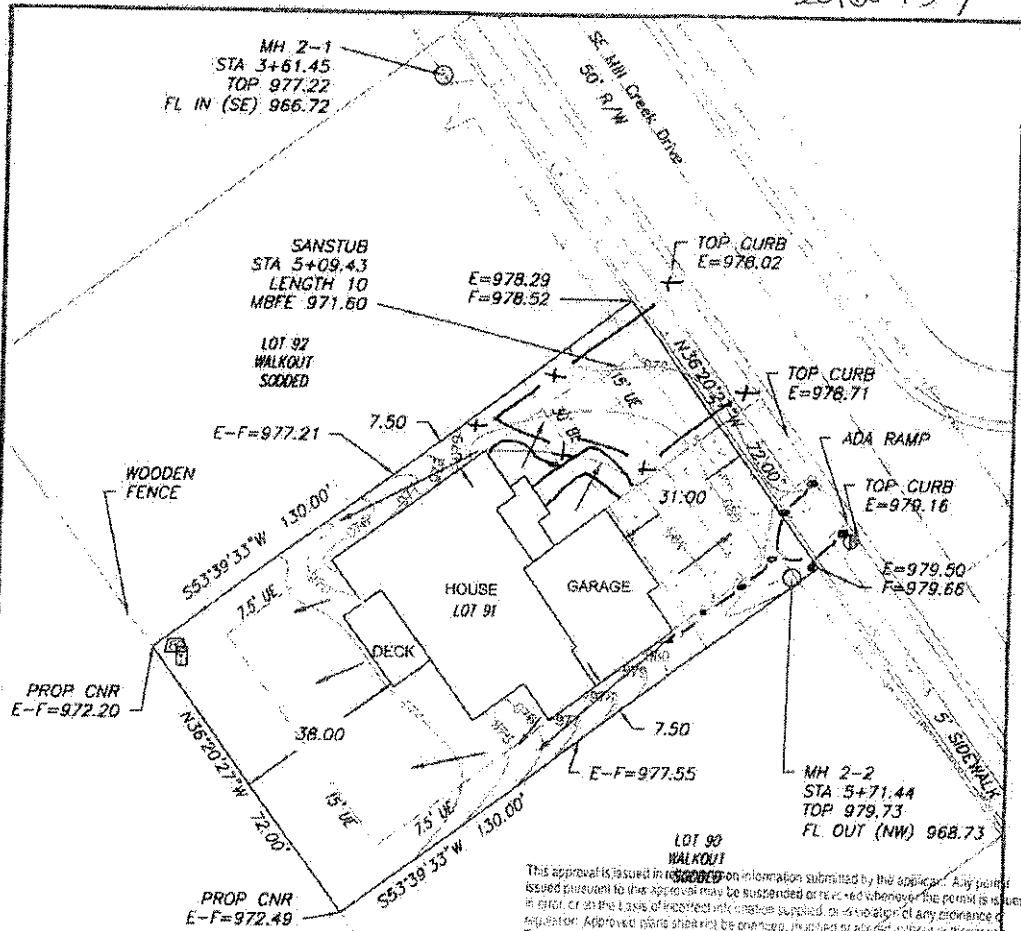 MH 2-1
STA 3+61.45
TOP 977.22
FL IN (SE) 966.72
SE Mill Creek Drive
50' R/W
SANSTUB
STA 5+09.43
LENGTH 10
MBFE 971.60
E=978.29
F=978.52
TOP CURB
E=978.02
LOT 92
WALKOUT
SODDED
N36°20'27"W
72.00'
15' UE
TOP CURB
E=978.71
ADA RAMP
TOP CURB
E=979.16
E-F=977.21
7.50
WOODEN
FENCE
S53°39'33"W 130.00'
7.5' UE
31.00
E=979.50
F=979.66
HOUSE
LOT 91
GARAGE
DECK
PROP CNR
E-F=972.20
38.00
7.50
E-F=977.55
N36°20'27"W
72.00'
15' UE
7.5' UE
S53°39'33"W 130.00'
5' SIDEWALK
MH 2-2
STA 5+71.44
TOP 979.73
FL OUT (NW) 968.73
LOT 90
WALKOUT
SODDED
PROP CNR
E-F=972.49
This approval is issued in on information submitted by the applicant. Any permit
issued pursuant to this approval may be suspended or revoked whenever the permit is issued
in error, or on the basis of incorrect information supplied, or in violation of any ordinance or
regulation. Approved plans shall not be changed,